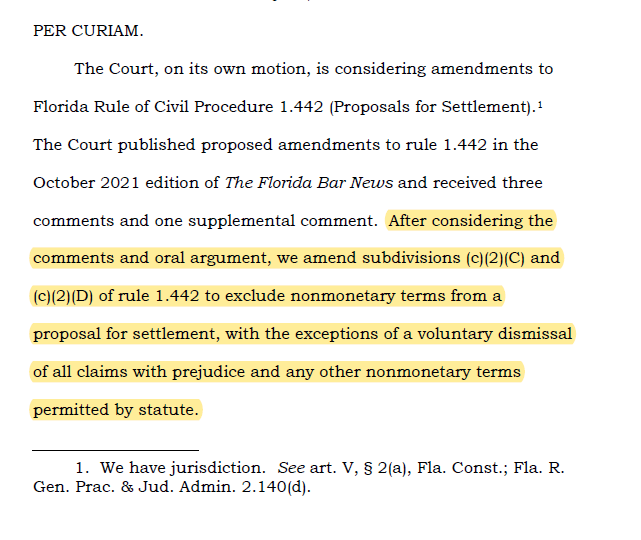 PER CURIAM.
The Court, on its own motion, is considering amendments to
Florida Rule of Civil Procedure 1.442 (Proposals for Settlement).¹
The Court published proposed amendments to rule 1.442 in the
October 2021 edition of The Florida Bar News and received three
comments and one supplemental comment. After considering the
comments and oral argument, we amend subdivisions (c)(2)(C) and
(c)(2)(D) of rule 1.442 to exclude nonmonetary terms from a
proposal for settlement, with the exceptions of a voluntary dismissal
of all claims with prejudice and any other nonmonetary terms
permitted by statute.
1. We have jurisdiction. See art. V, § 2(a), Fla. Const.; Fla. R.
Gen. Prac. & Jud. Admin. 2.140(d).